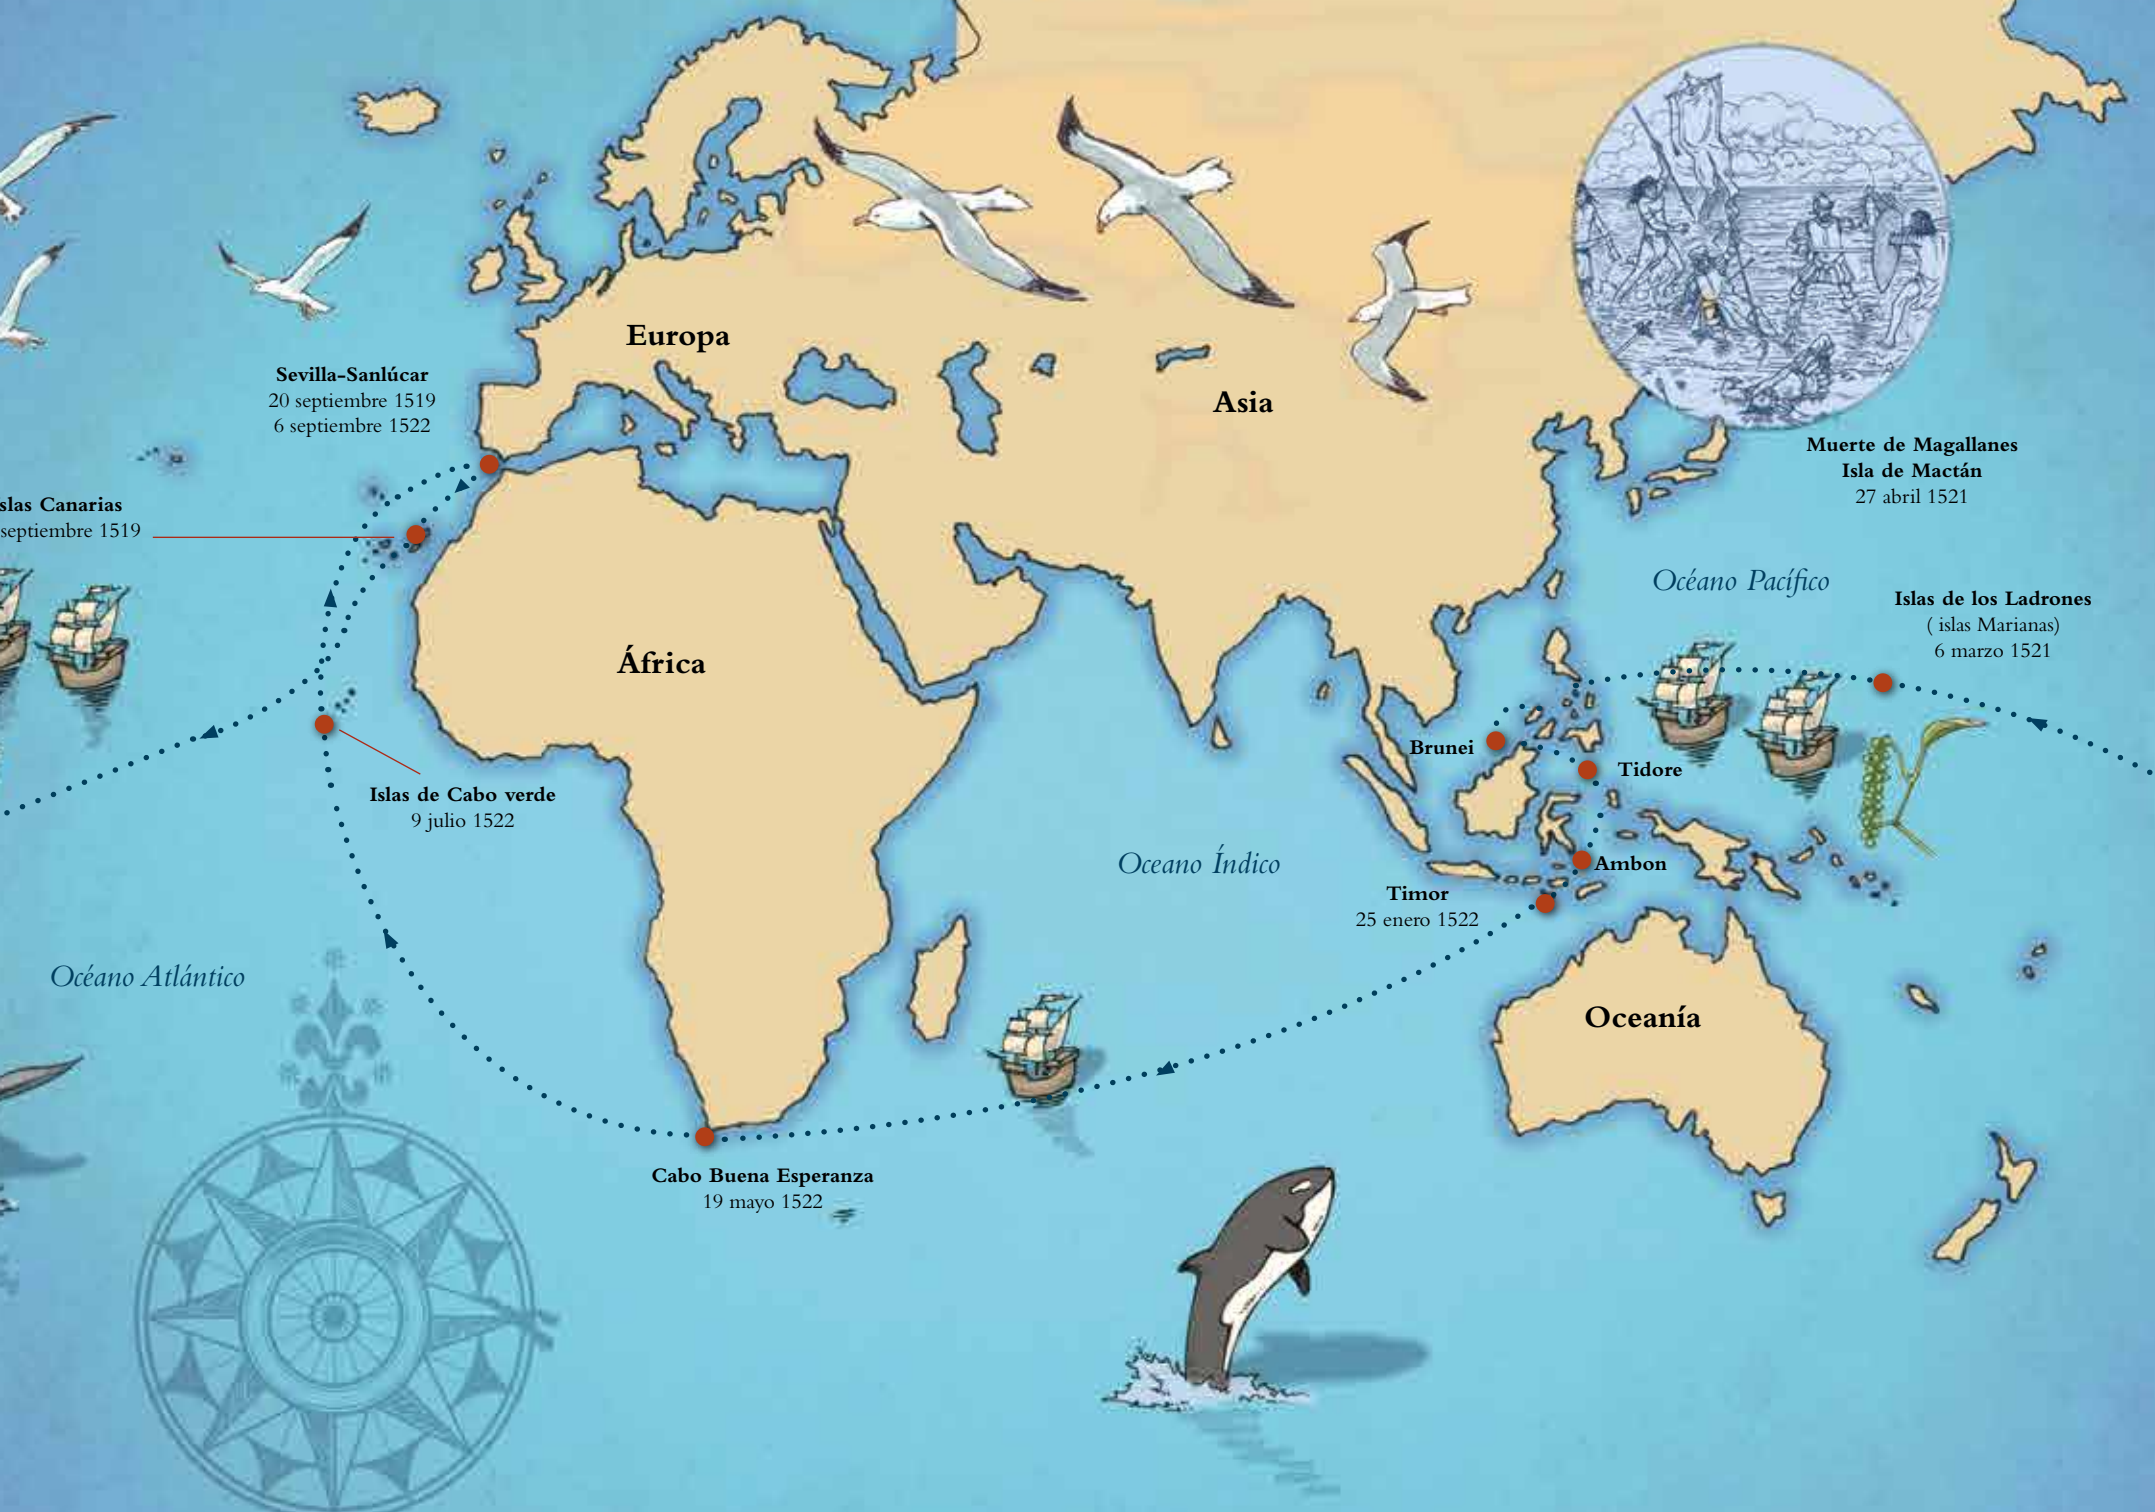 Europa
Asia
Sevilla-Sanlúcar
20 septiembre 1519
6 septiembre 1522
slas Canarias
septiembre 1519
África
Islas de Cabo verde
9 julio 1522
Océano Atlántico
Cabo Buena Esperanza
19 mayo 1522
Oceano Índico
Muerte de Magallanes
Isla de Mactán
27 abril 1521
Océano Pacífico
Islas de los Ladrones
( islas Marianas)
6 marzo 1521
Brunei
Tidore
Ambon
Timor
25 enero 1522
Oceanía